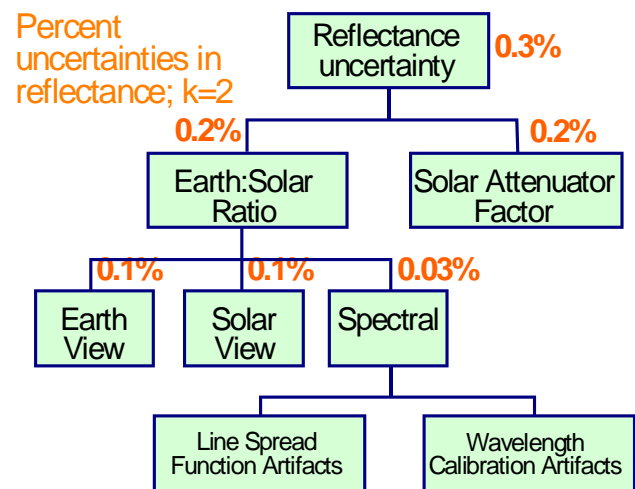 Percent
uncertainties in
reflectance; k=2
Reflectance
uncertainty
0.3%
0.2%
0.2%
Earth:Solar
Ratio
Solar Attenuator
Factor
0.1%
0.1%
0.03%
Earth
View
Solar
View
Spectral
Line Spread
Function Artifacts
Wavelength
Calibration Artifacts